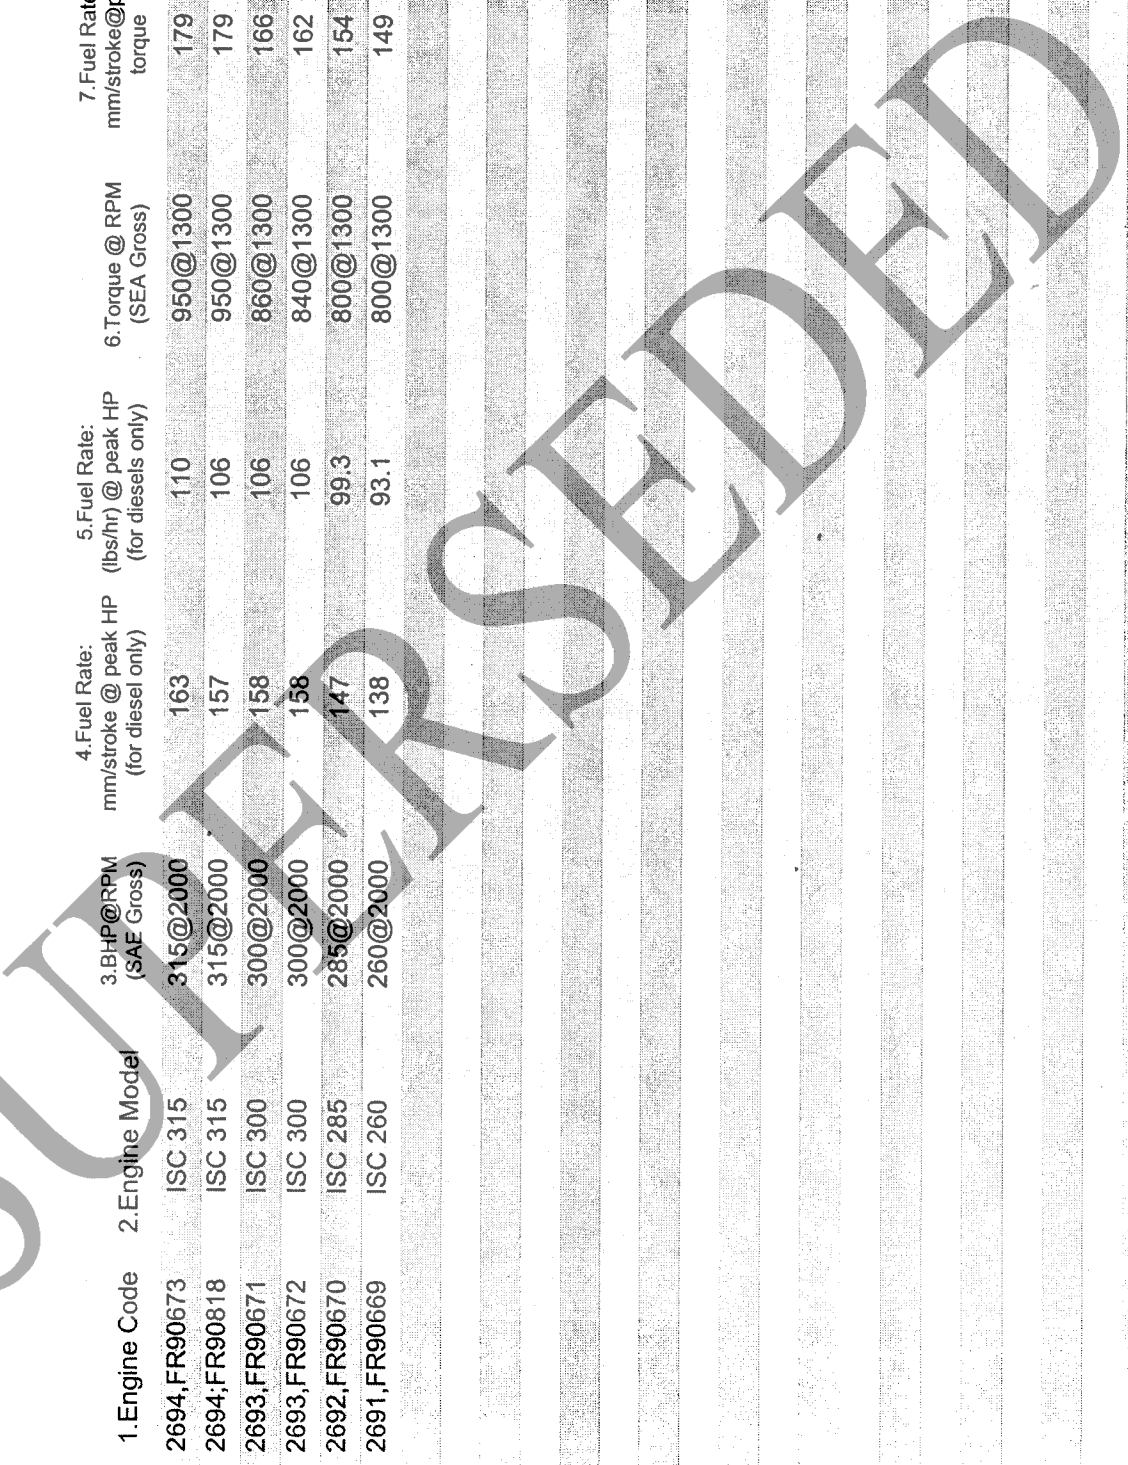 1.Engine Code 2.Engine Model 3.BHP@RPM (SAE Gross) 4.Fuel Rate: mm/stroke @ peak HP (for diesel only) 5.Fuel Rate: (lbs/hr) @ peak HP (for diesels only) 6.Torque @ RPM (SEA Gross) 7.Fuel Rate mm/stroke@p torque
2694,FR90673 ISC 315 315@2000 163 110 950@1300 179
2694;FR90818 ISC 315 315@2000 157 106 950@1300 179
2693,FR90671 ISC 300 300@2000 158 106 860@1300 166
2693,FR90672 ISC 300 300@2000 158 106 840@1300 162
2692,FR90670 ISC 285 285@2000 147 99.3 800@1300 154
2691,FR90669 ISC 260 260@2000 138 93.1 800@1300 149
SUPERSEDED